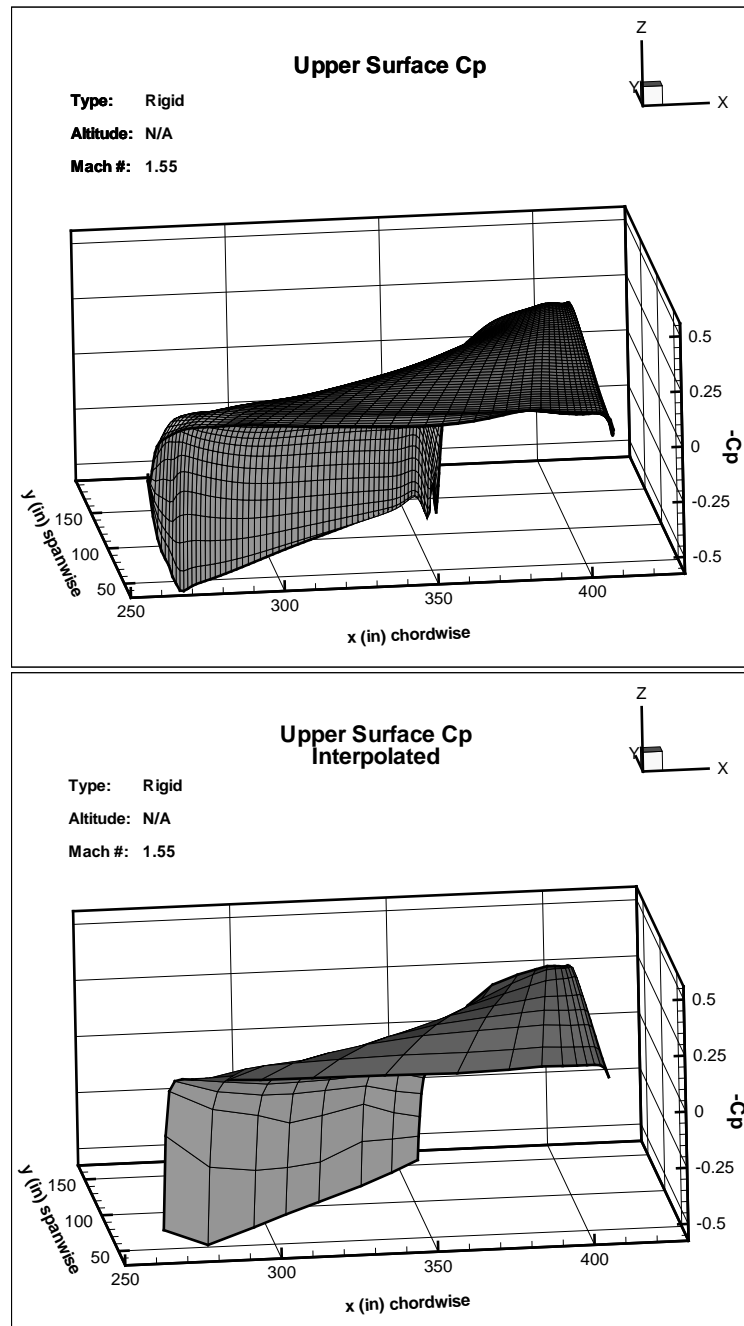 Z
Upper Surface Cp
Y
X
Type: Rigid
Altitude: N/A
Mach #: 1.55
0.5
0.25
0
-0.25
-0.5
-Cp
150
100
50
y (in) spanwise
250
300
350
400
x (in) chordwise
Z
Upper Surface Cp
Interpolated
Y
X
Type: Rigid
Altitude: N/A
Mach #: 1.55
0.5
0.25
0
-0.25
-0.5
-Cp
150
100
50
y (in) spanwise
250
300
350
400
x (in) chordwise